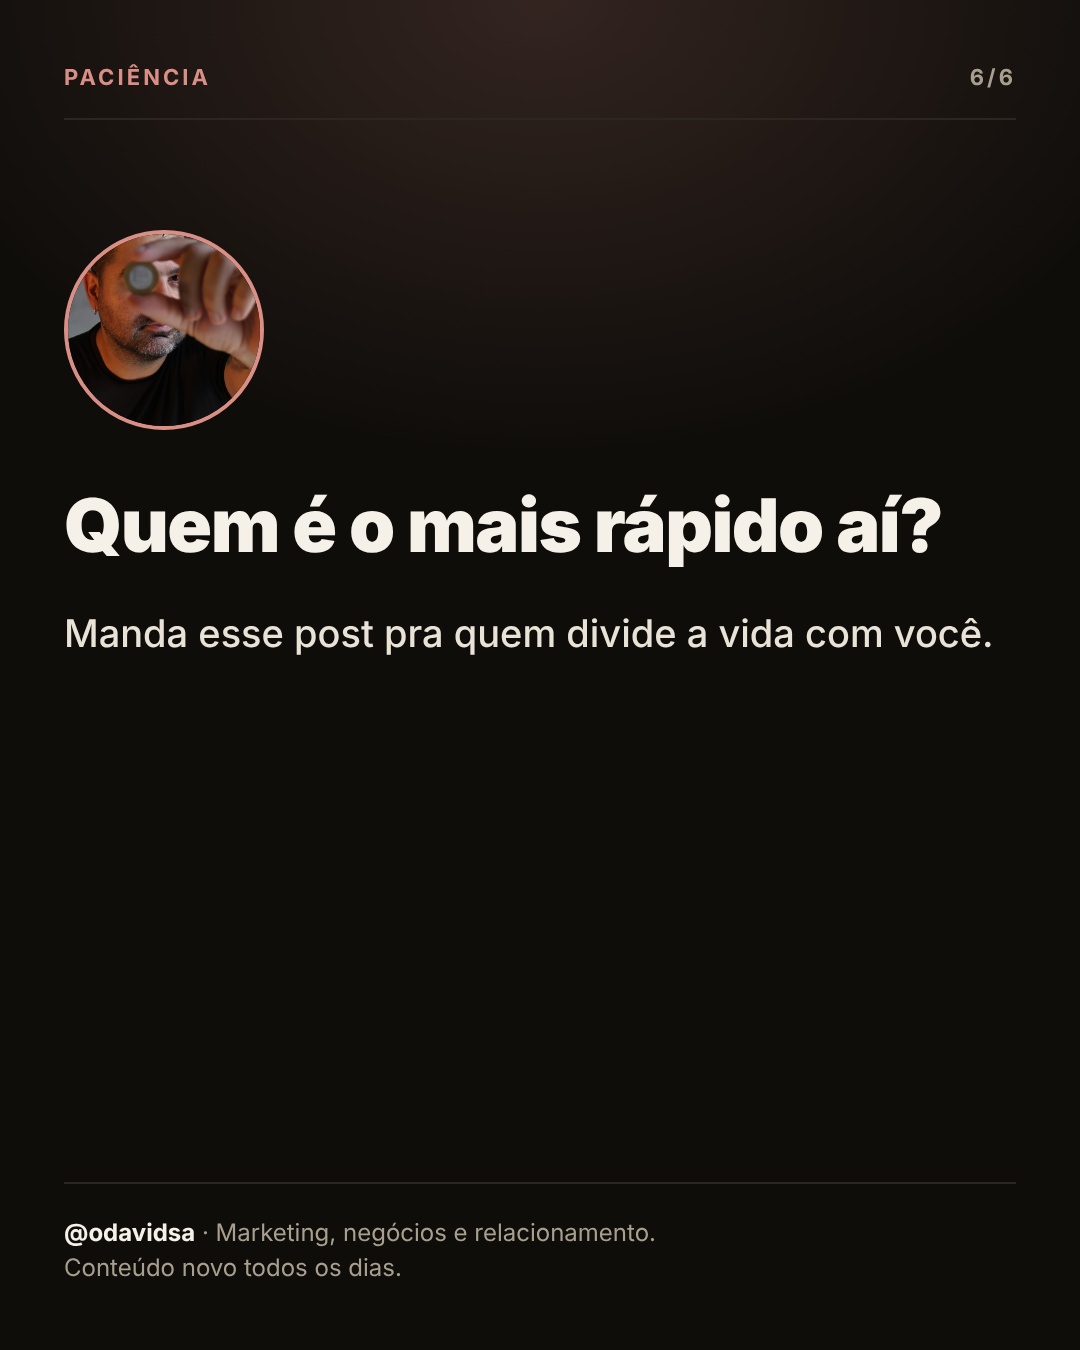 PACIÊNCIA
6/6
Quem é o mais rápido aí?
Manda esse post pra quem divide a vida com você.
@odavidsa · Marketing, negócios e relacionamento.
Conteúdo novo todos os dias.